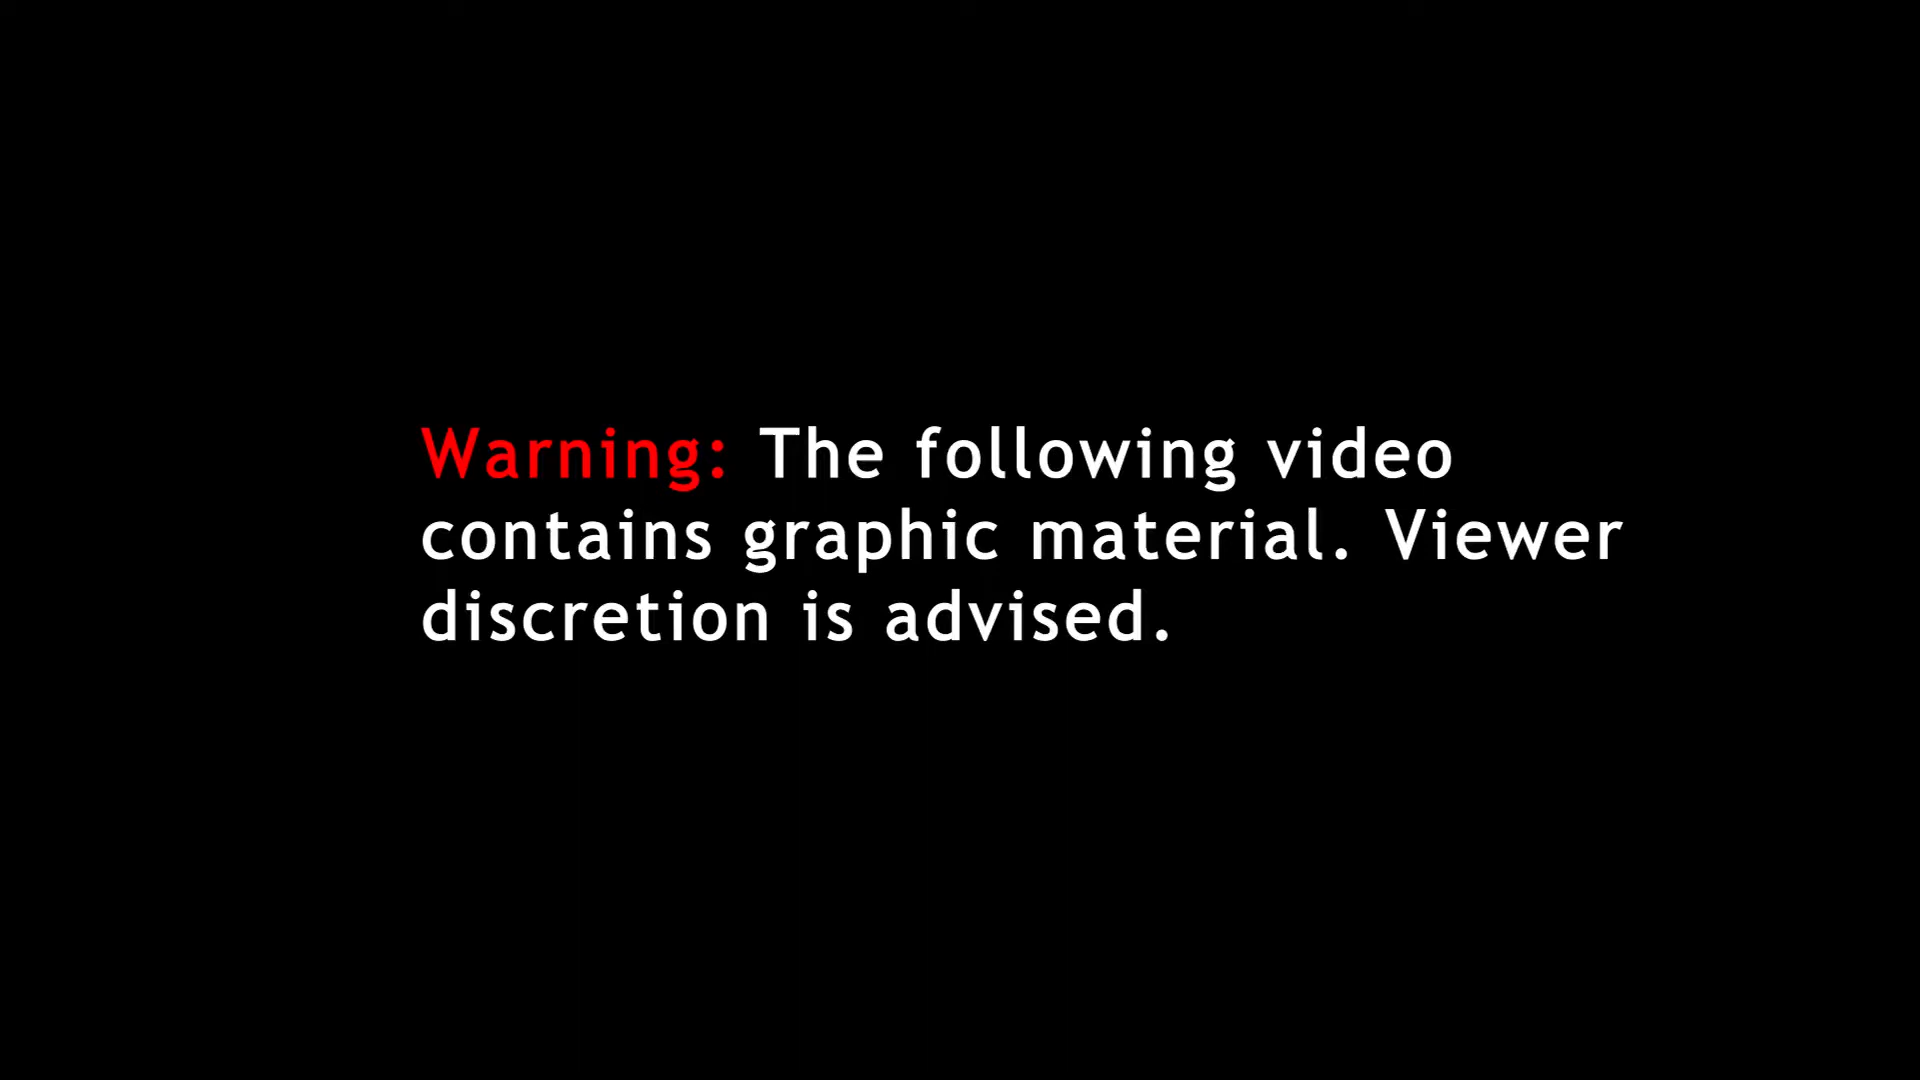 Warning: The following video
contains graphic material. Viewer
discretion is advised.